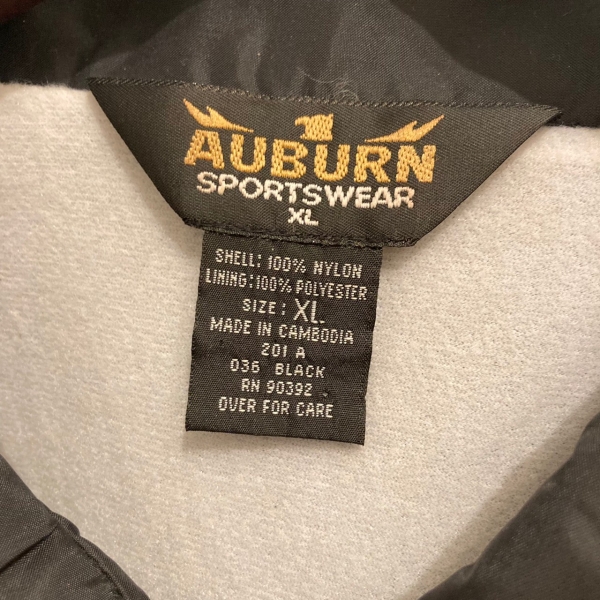 AUBURN
SPORTSWEAR
XL
SHELL: 100% NYLON
LINING:100% POLYESTER
SIZE: XL
MADE IN CAMBODIA
201 A
036 BLACK
RN 90392
OVER FOR CARE